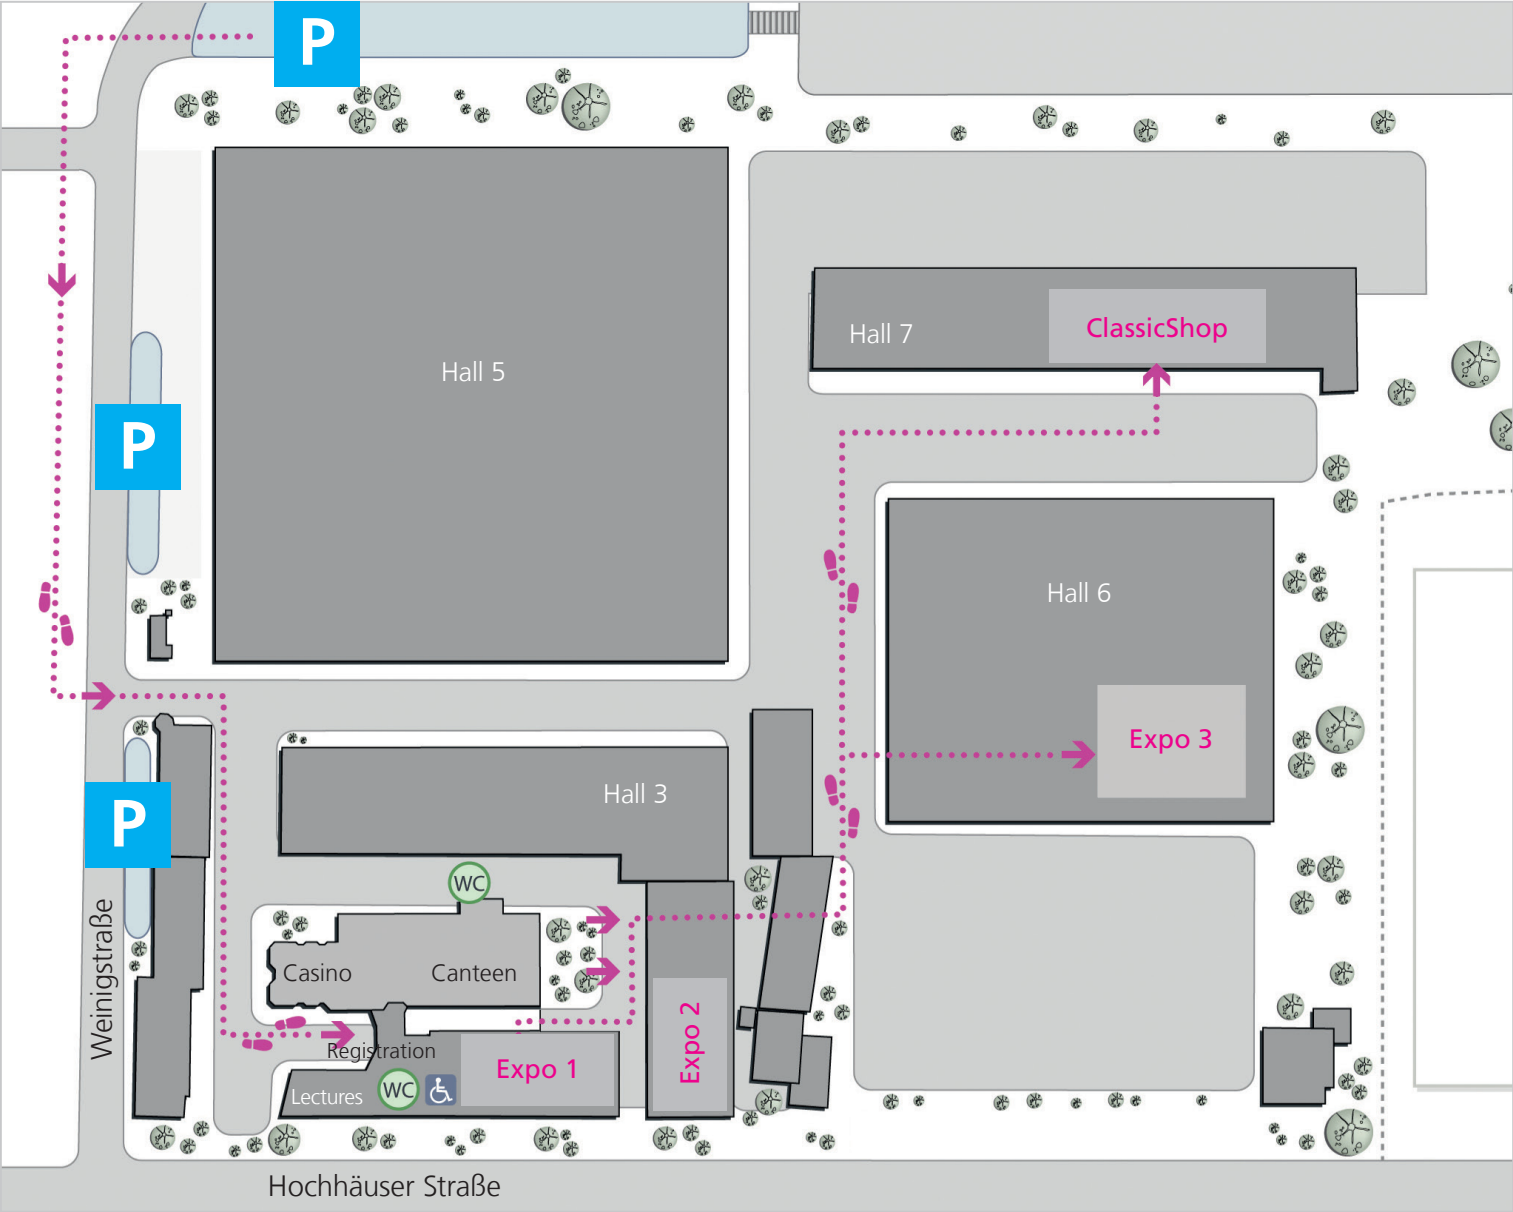 P
Hall 7
ClassicShop
Hall 5
P
Hall 6
Expo 3
Hall 3
P
WC
Weinigstraße
Casino
Canteen
Expo 2
Registration
Expo 1
Lectures
WC
Hochhäuser Straße